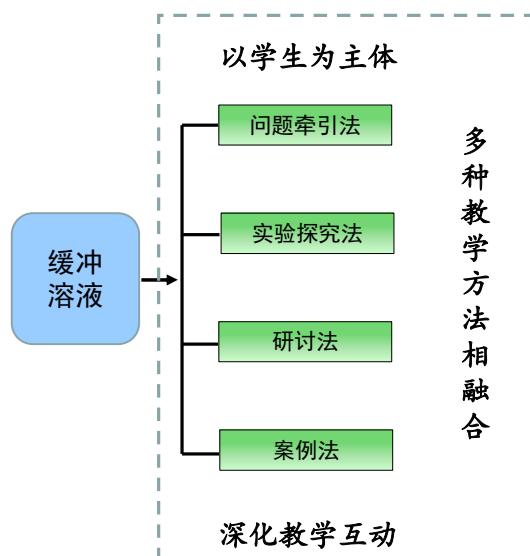 以学生为主体
问题牵引法
实验探究法
缓冲
溶液
研讨法
案例法
深化教学互动
多种教学方法相融合